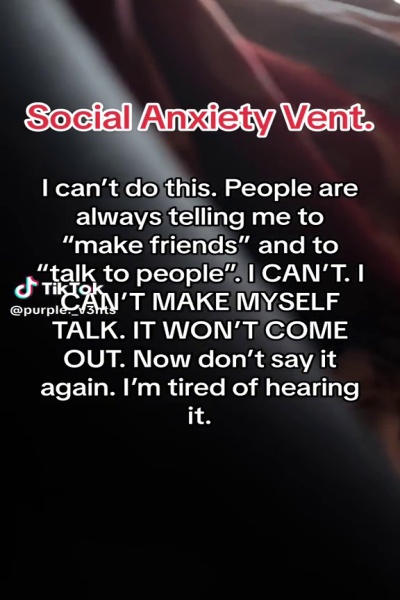 Social Anxiety Vent.
I can’t do this. People are
always telling me to
“make friends” and to
“talk to people”. I CAN’T. I
TikTok
CAN’T MAKE MYSELF
@purple._v3nts
TALK. IT WON’T COME
OUT. Now don’t say it
again. I’m tired of hearing
it.